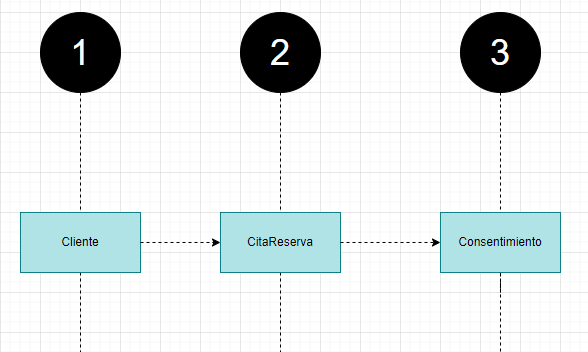 1
2
3
Cliente
CitaReserva
Consentimiento